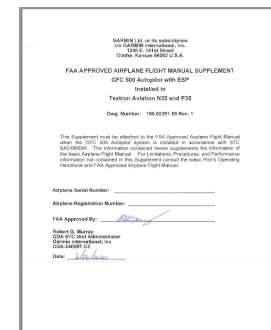 GARMIN Ltd. or its subsidiaries
c/o GARMIN International, Inc.
1200 E. 151st Street
Olathe, Kansas 66062 U.S.A.
FAA APPROVED AIRPLANE FLIGHT MANUAL SUPPLEMENT
GFC 500 Autopilot with ESP
Installed in
Textron Aviation N35 and P35
Dwg. Number: 190-02291-59 Rev. 1
This Supplement must be attached to the FAA Approved Airplane Flight Manual
when the GFC 500 Autopilot system is installed in accordance with STC
SA01866WI. The information contained herein supplements the information of
the basic Airplane Flight Manual. For Limitations, Procedures, and Performance
information not contained in this Supplement consult the basic Pilot's Operating
Handbook and FAA Approved Airplane Flight Manual.
Airplane Serial Number:
Airplane Registration Number:
FAA Approved By:
Robert G. Murray
ODA STC Unit Administrator
Garmin International, Inc
ODA-240087-CE
Date: